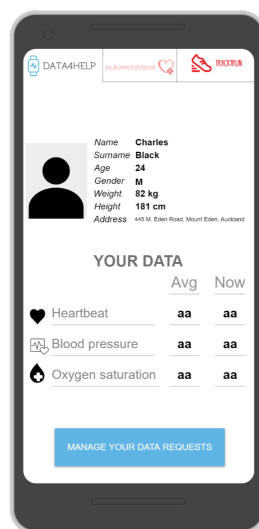 DATA4HELP automatedsos TRACK4RUN
Name Charles
Surname Black
Age 24
Gender M
Weight 82 kg
Height 181 cm
Address 445 M. Eden Road, Mount Eden, Auckland
YOUR DATA
Avg Now
Heartbeat aa aa
Blood pressure aa aa
Oxygen saturation aa aa
MANAGE YOUR DATA REQUESTS